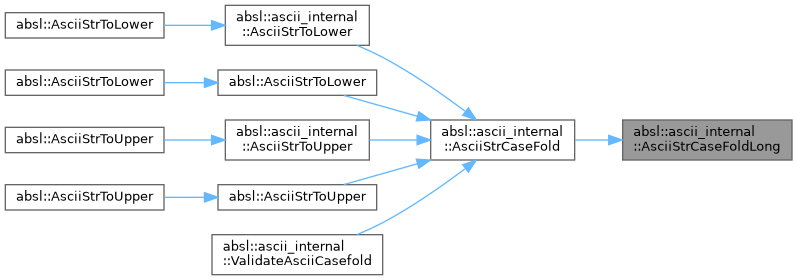 absl::AsciiStrToLower
absl::ascii_internal
::AsciiStrToLower
absl::AsciiStrToLower
absl::AsciiStrToLower
absl::AsciiStrToUpper
absl::ascii_internal
::AsciiStrToUpper
absl::AsciiStrToUpper
absl::AsciiStrToUpper
absl::ascii_internal
::ValidateAsciiCasefold
absl::ascii_internal
::AsciiStrCaseFold
absl::ascii_internal
::AsciiStrCaseFoldLong